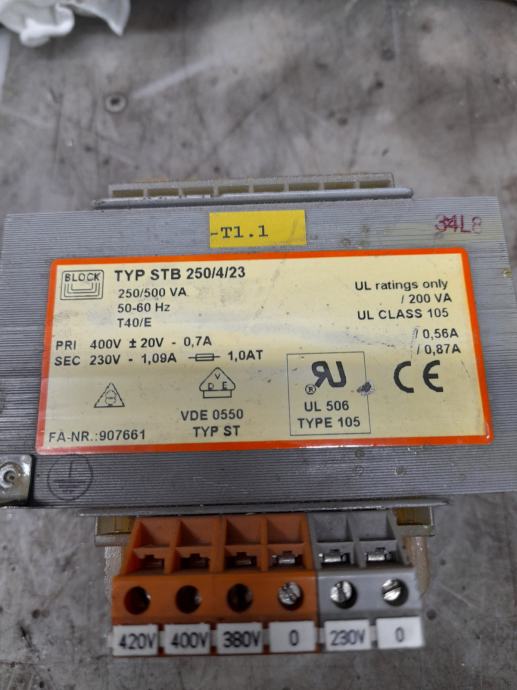 -T1.1
34L8
BLOCK
TYP STB 250/4/23
250/500 VA
50-60 Hz
T40/E
PRI 400V ± 20V - 0,7A
SEC 230V - 1,09A 1,0AT
UL ratings only
/ 200 VA
UL CLASS 105
/ 0,56A
/ 0,87A
VDE
VDE 0550
TYP ST
UL 506
TYPE 105
CE
FA-NR.:907661
420V 400V 380V 0 230V 0